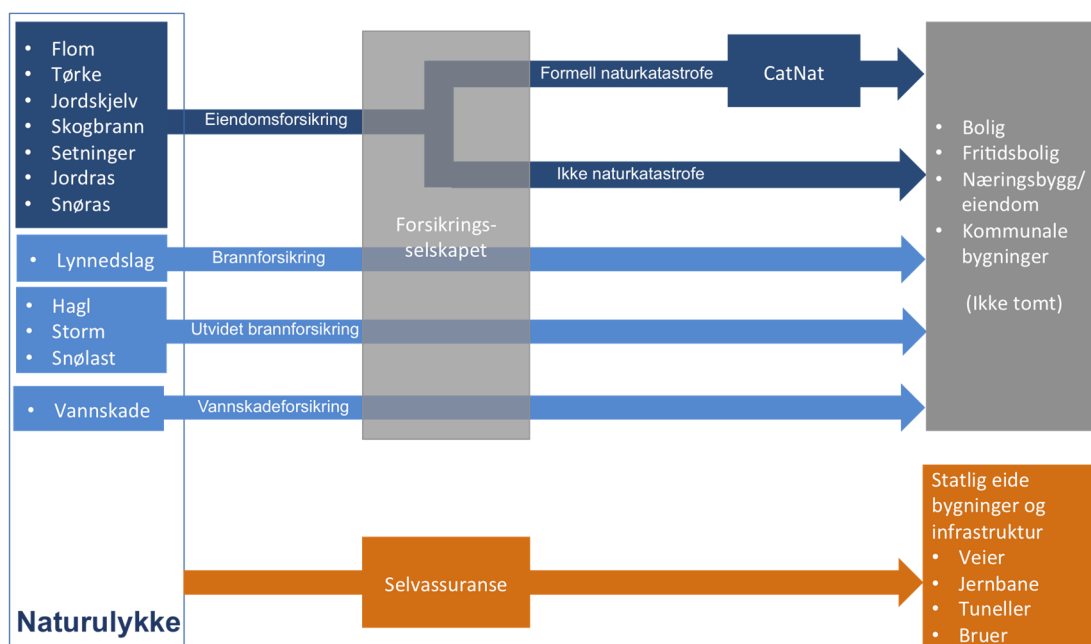 • Flom
• Tørke
• Jordskjelv
• Skogbrann
• Setninger
• Jordras
• Snøras
Eiendomsforsikring
Formell naturkatastrofe
CatNat
Ikke naturkatastrofe
Forsikrings-
selskapet
• Lynnedslag
Brannforsikring
• Hagl
• Storm
• Snølast
Utvidet brannforsikring
• Vannskade
Vannskadeforsikring
• Bolig
• Fritidsbolig
• Næringsbygg/
eiendom
• Kommunale
bygninger
(Ikke tomt)
Selvassuranse
Statlig eide
bygninger og
infrastruktur
• Veier
• Jernbane
• Tuneller
• Bruer
Naturulykke